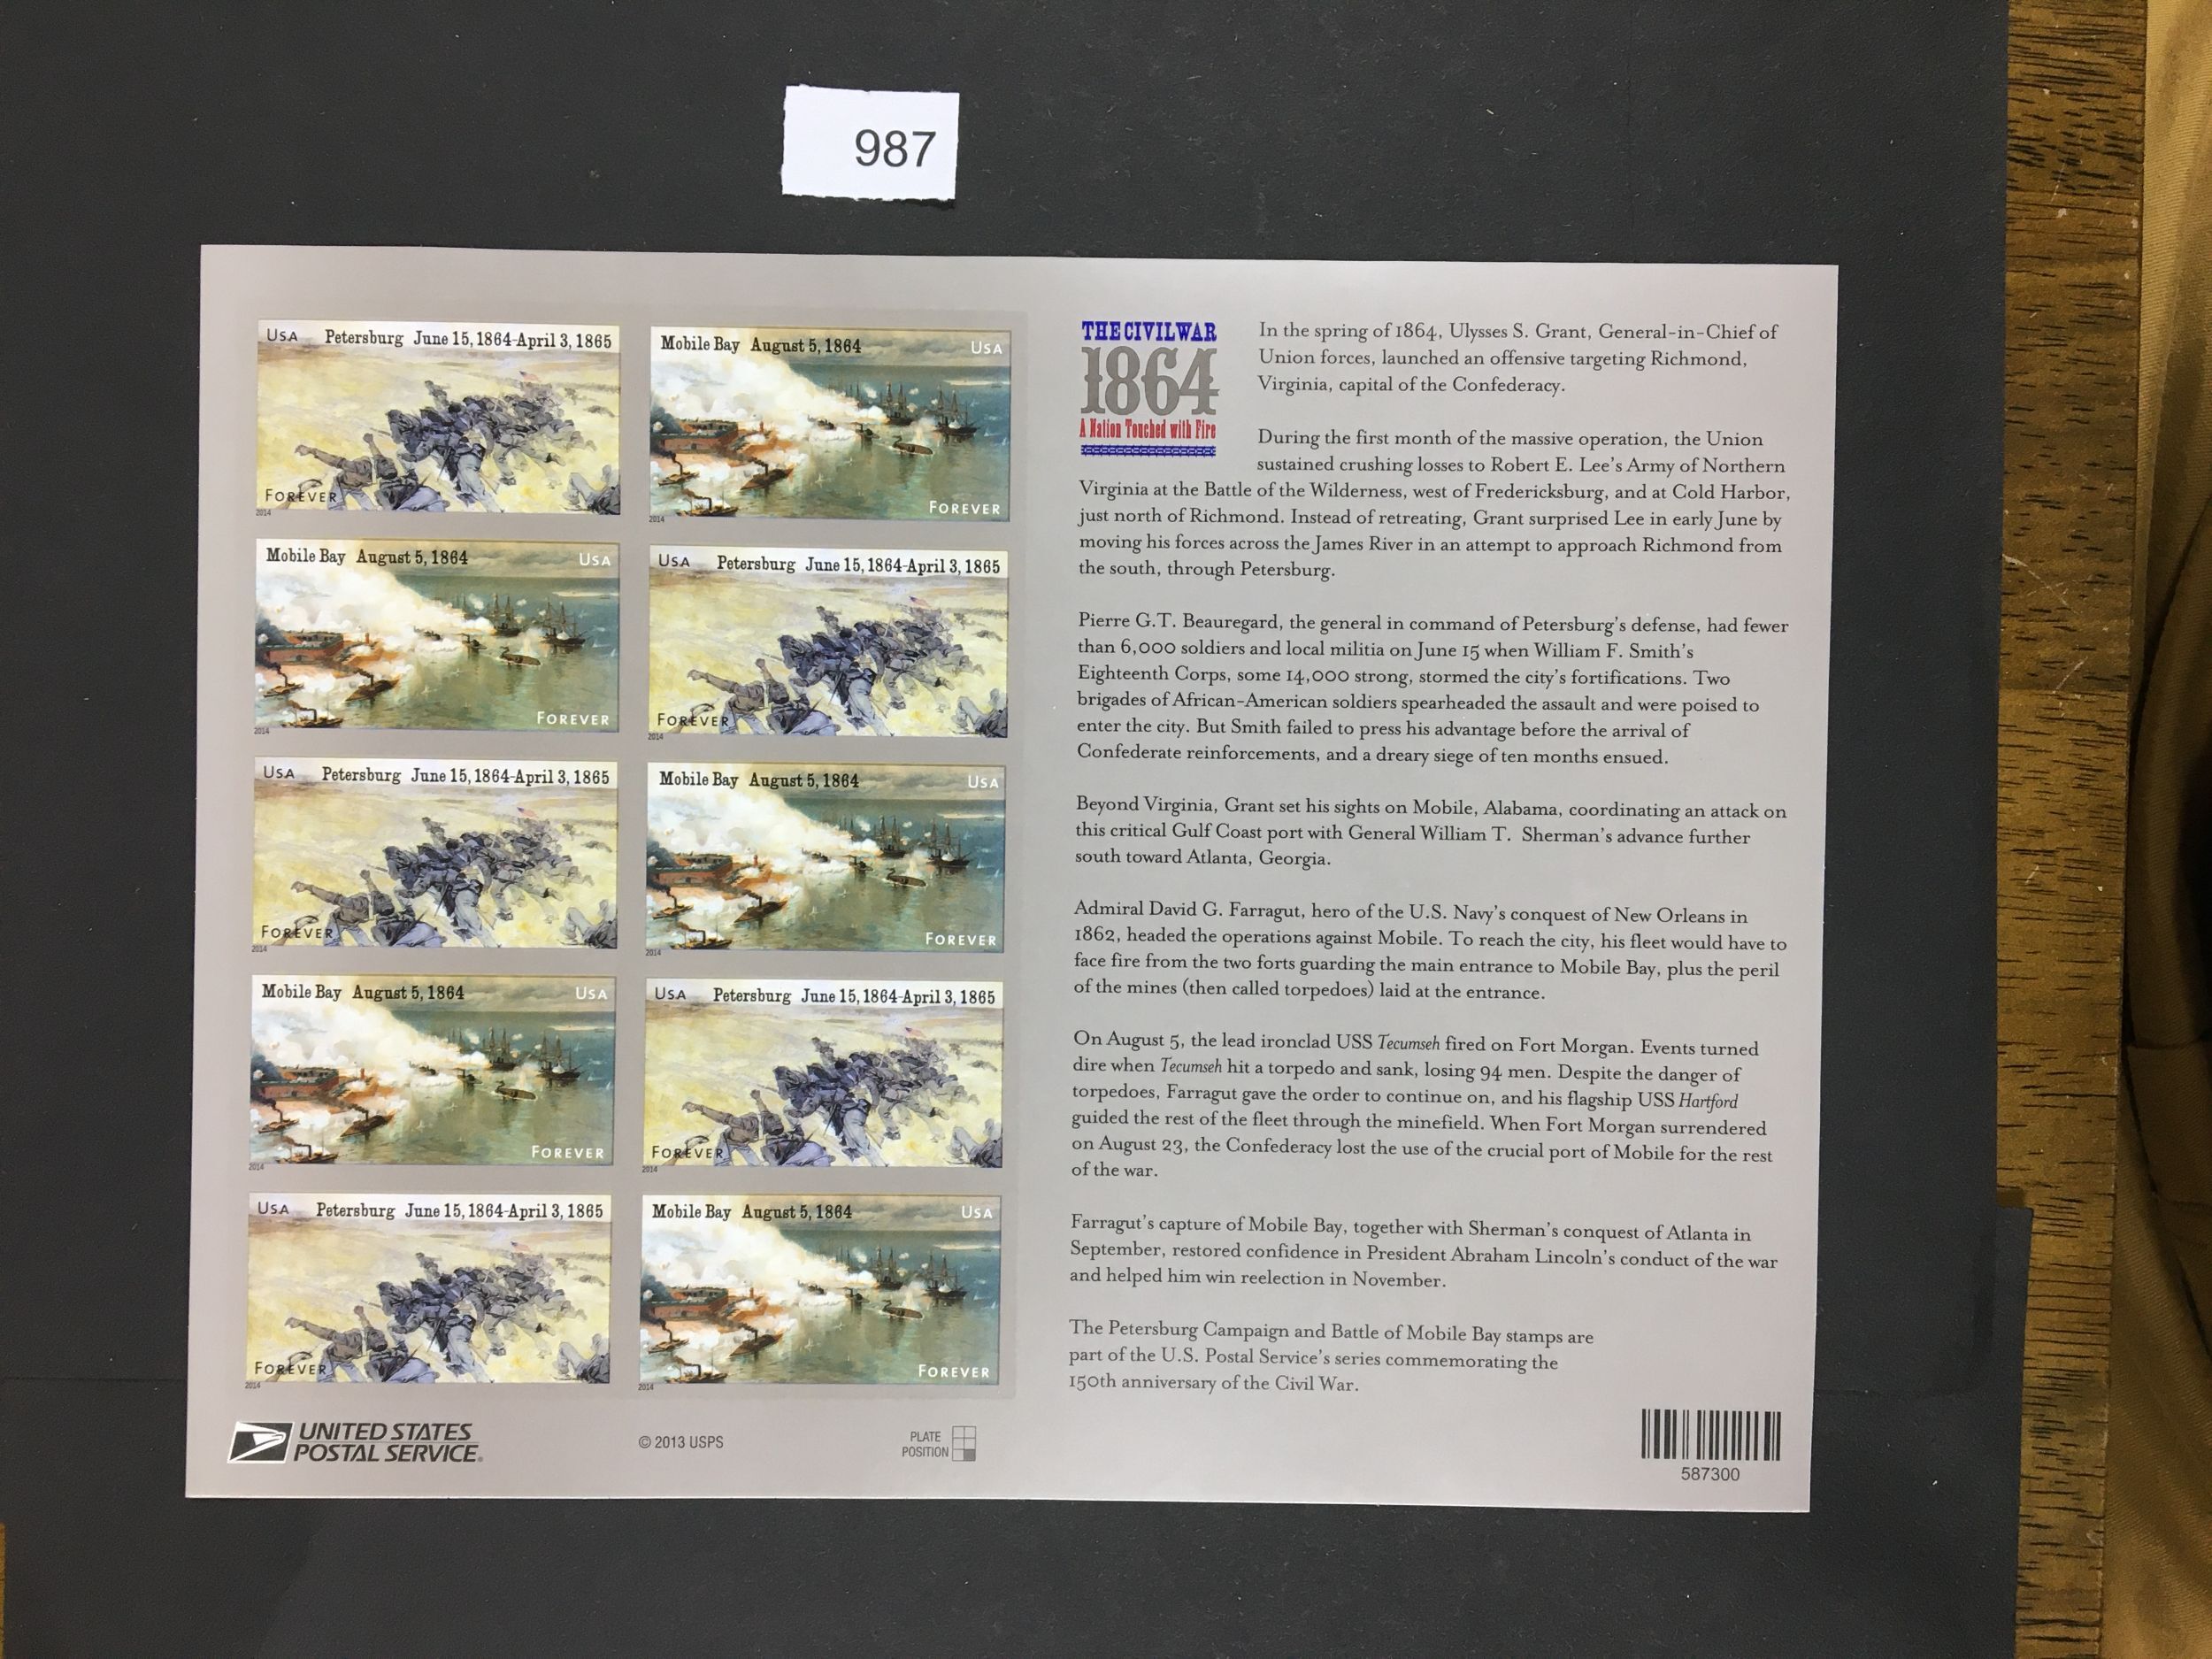 987
USA Petersburg June 15, 1864-April 3, 1865
FOREVER
2014
Mobile Bay August 5, 1864 USA
FOREVER
2014
Mobile Bay August 5, 1864 USA
FOREVER
2014
USA Petersburg June 15, 1864-April 3, 1865
FOREVER
2014
USA Petersburg June 15, 1864-April 3, 1865
FOREVER
2014
Mobile Bay August 5, 1864 USA
FOREVER
2014
Mobile Bay August 5, 1864 USA
FOREVER
2014
USA Petersburg June 15, 1864-April 3, 1865
FOREVER
2014
USA Petersburg June 15, 1864-April 3, 1865
FOREVER
2014
Mobile Bay August 5, 1864 USA
FOREVER
2014
UNITED STATES
POSTAL SERVICE®
© 2013 USPS
PLATE
POSITION
THE CIVIL WAR
1864
A Nation Touched with Fire
In the spring of 1864, Ulysses S. Grant, General-in-Chief of
Union forces, launched an offensive targeting Richmond,
Virginia, capital of the Confederacy.
During the first month of the massive operation, the Union
sustained crushing losses to Robert E. Lee's Army of Northern
Virginia at the Battle of the Wilderness, west of Fredericksburg, and at Cold Harbor,
just north of Richmond. Instead of retreating, Grant surprised Lee in early June by
moving his forces across the James River in an attempt to approach Richmond from
the south, through Petersburg.
Pierre G.T. Beauregard, the general in command of Petersburg's defense, had fewer
than 6,000 soldiers and local militia on June 15 when William F. Smith's
Eighteenth Corps, some 14,000 strong, stormed the city's fortifications. Two
brigades of African-American soldiers spearheaded the assault and were poised to
enter the city. But Smith failed to press his advantage before the arrival of
Confederate reinforcements, and a dreary siege of ten months ensued.
Beyond Virginia, Grant set his sights on Mobile, Alabama, coordinating an attack on
this critical Gulf Coast port with General William T. Sherman's advance further
south toward Atlanta, Georgia.
Admiral David G. Farragut, hero of the U.S. Navy's conquest of New Orleans in
1862, headed the operations against Mobile. To reach the city, his fleet would have to
face fire from the two forts guarding the main entrance to Mobile Bay, plus the peril
of the mines (then called torpedoes) laid at the entrance.
On August 5, the lead ironclad USS Tecumseh fired on Fort Morgan. Events turned
dire when Tecumseh hit a torpedo and sank, losing 94 men. Despite the danger of
torpedoes, Farragut gave the order to continue on, and his flagship USS Hartford
guided the rest of the fleet through the minefield. When Fort Morgan surrendered
on August 23, the Confederacy lost the use of the crucial port of Mobile for the rest
of the war.
Farragut's capture of Mobile Bay, together with Sherman's conquest of Atlanta in
September, restored confidence in President Abraham Lincoln's conduct of the war
and helped him win reelection in November.
The Petersburg Campaign and Battle of Mobile Bay stamps are
part of the U.S. Postal Service's series commemorating the
150th anniversary of the Civil War.
587300